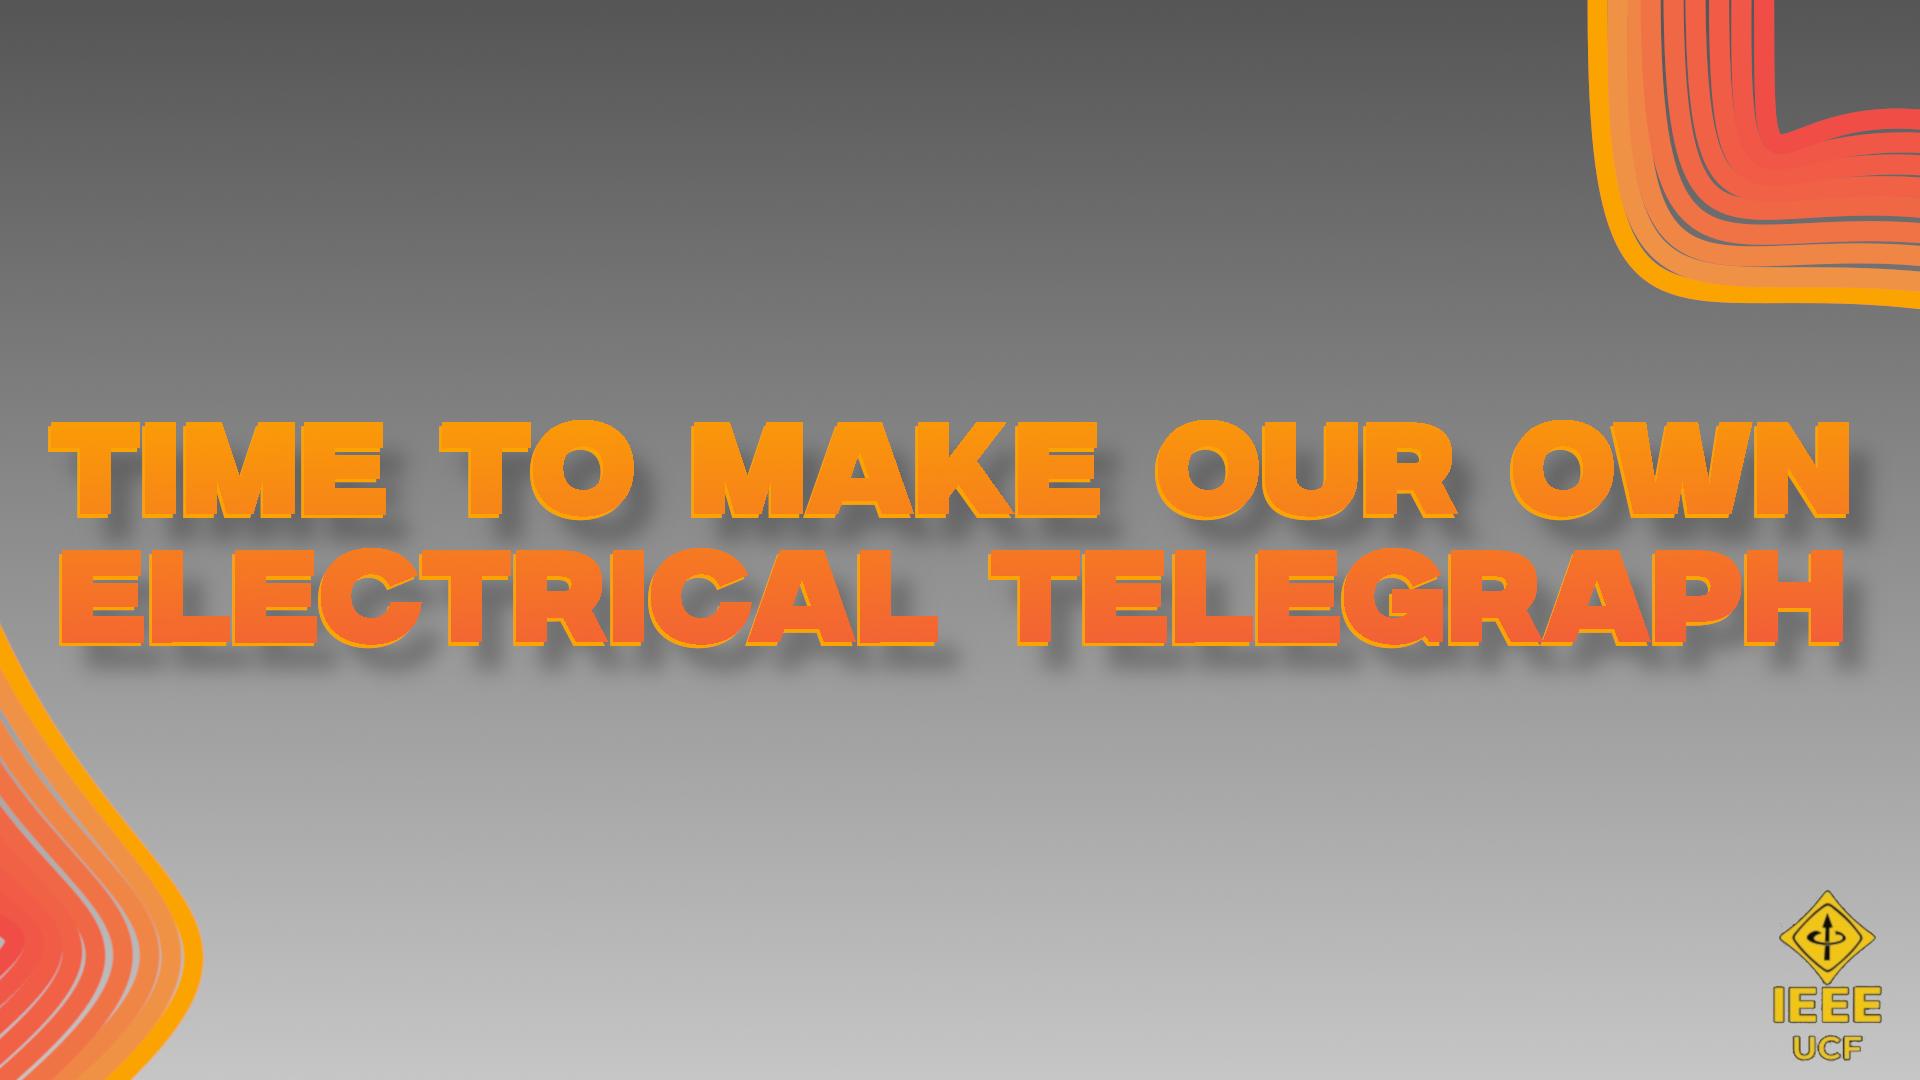 TIME TO MAKE OUR OWN
ELECTRICAL TELEGRAPH
IEEE
UCF